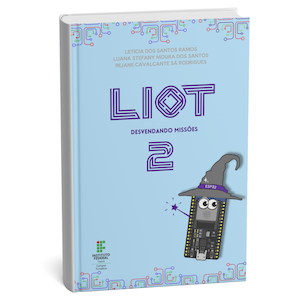 LETÍCIA DOS SANTOS RAMOS
LUANA STEFANY MOURA DOS SANTOS
REJANE CAVALCANTE SÁ RODRIGUES
LIOT
DESVENDANDO MISSÕES
2
ESP32
INSTITUTO
FEDERAL